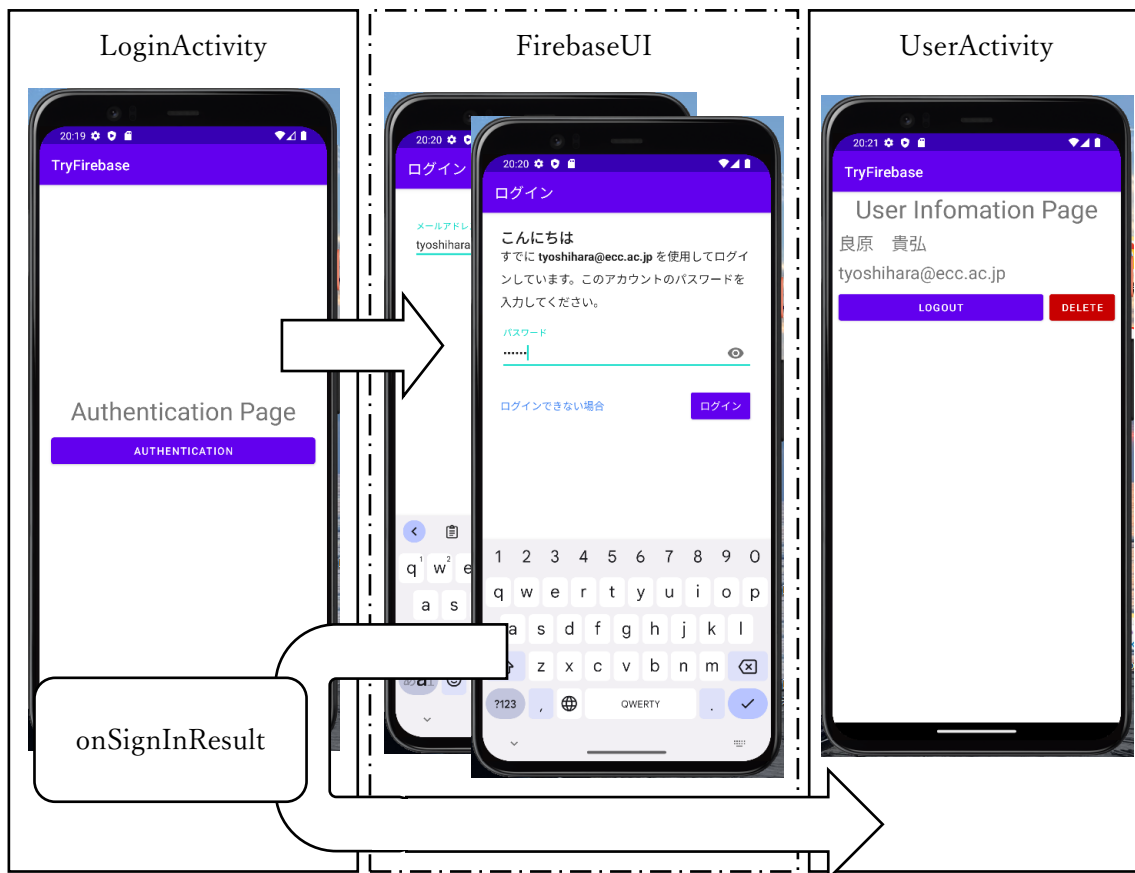 LoginActivity
FirebaseUI
UserActivity
20:19
TryFirebase
Authentication Page
AUTHENTICATION
20:20
ログイン
メールアドレ
tyoshihara
q1 w2 e
a s
20:20
ログイン
こんにちは
すでに tyoshihara@ecc.ac.jp を使用してログイ
ンしています。このアカウントのパスワードを
入力してください。
パスワード
••••••
ログインできない場合
ログイン
1 2 3 4 5 6 7 8 9 0
q w e r t y u i o p
a s d f g h j k l
z x c v b n m
?123 , QWERTY .
20:21
TryFirebase
User Infomation Page
良原　貴弘
tyoshihara@ecc.ac.jp
LOGOUT
DELETE
onSignInResult